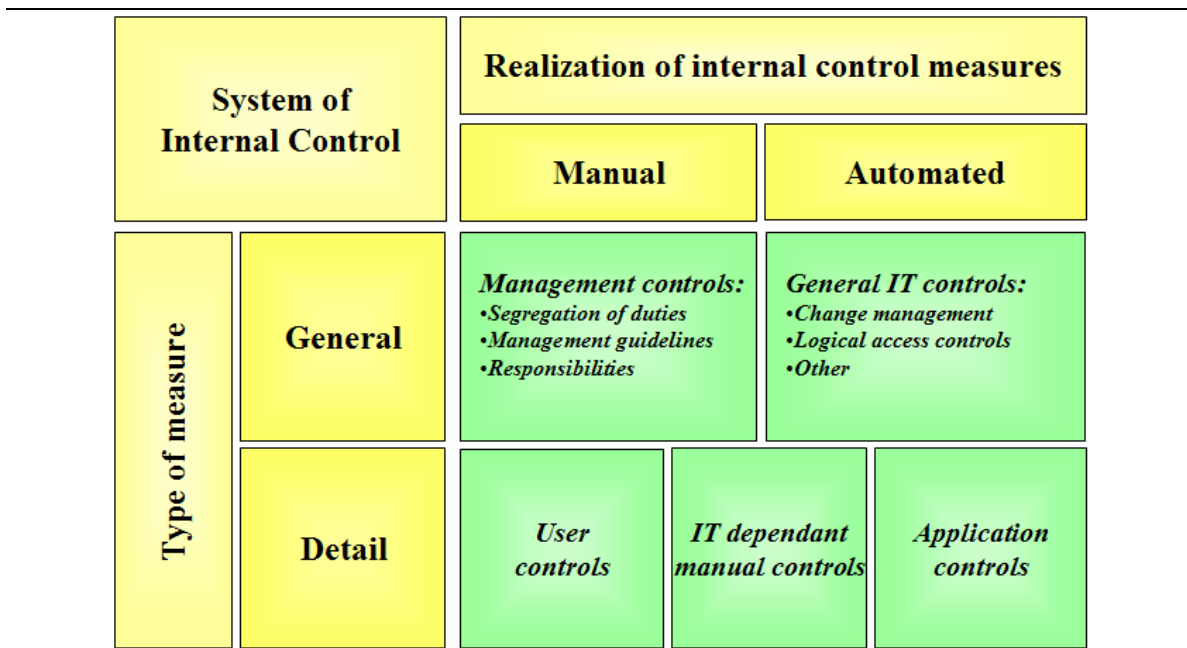 System of
Internal Control
Realization of internal control measures
Manual
Automated
Type of measure
General
Management controls:
•Segregation of duties
•Management guidelines
•Responsibilities
General IT controls:
•Change management
•Logical access controls
•Other
Detail
User
controls
IT dependant
manual controls
Application
controls